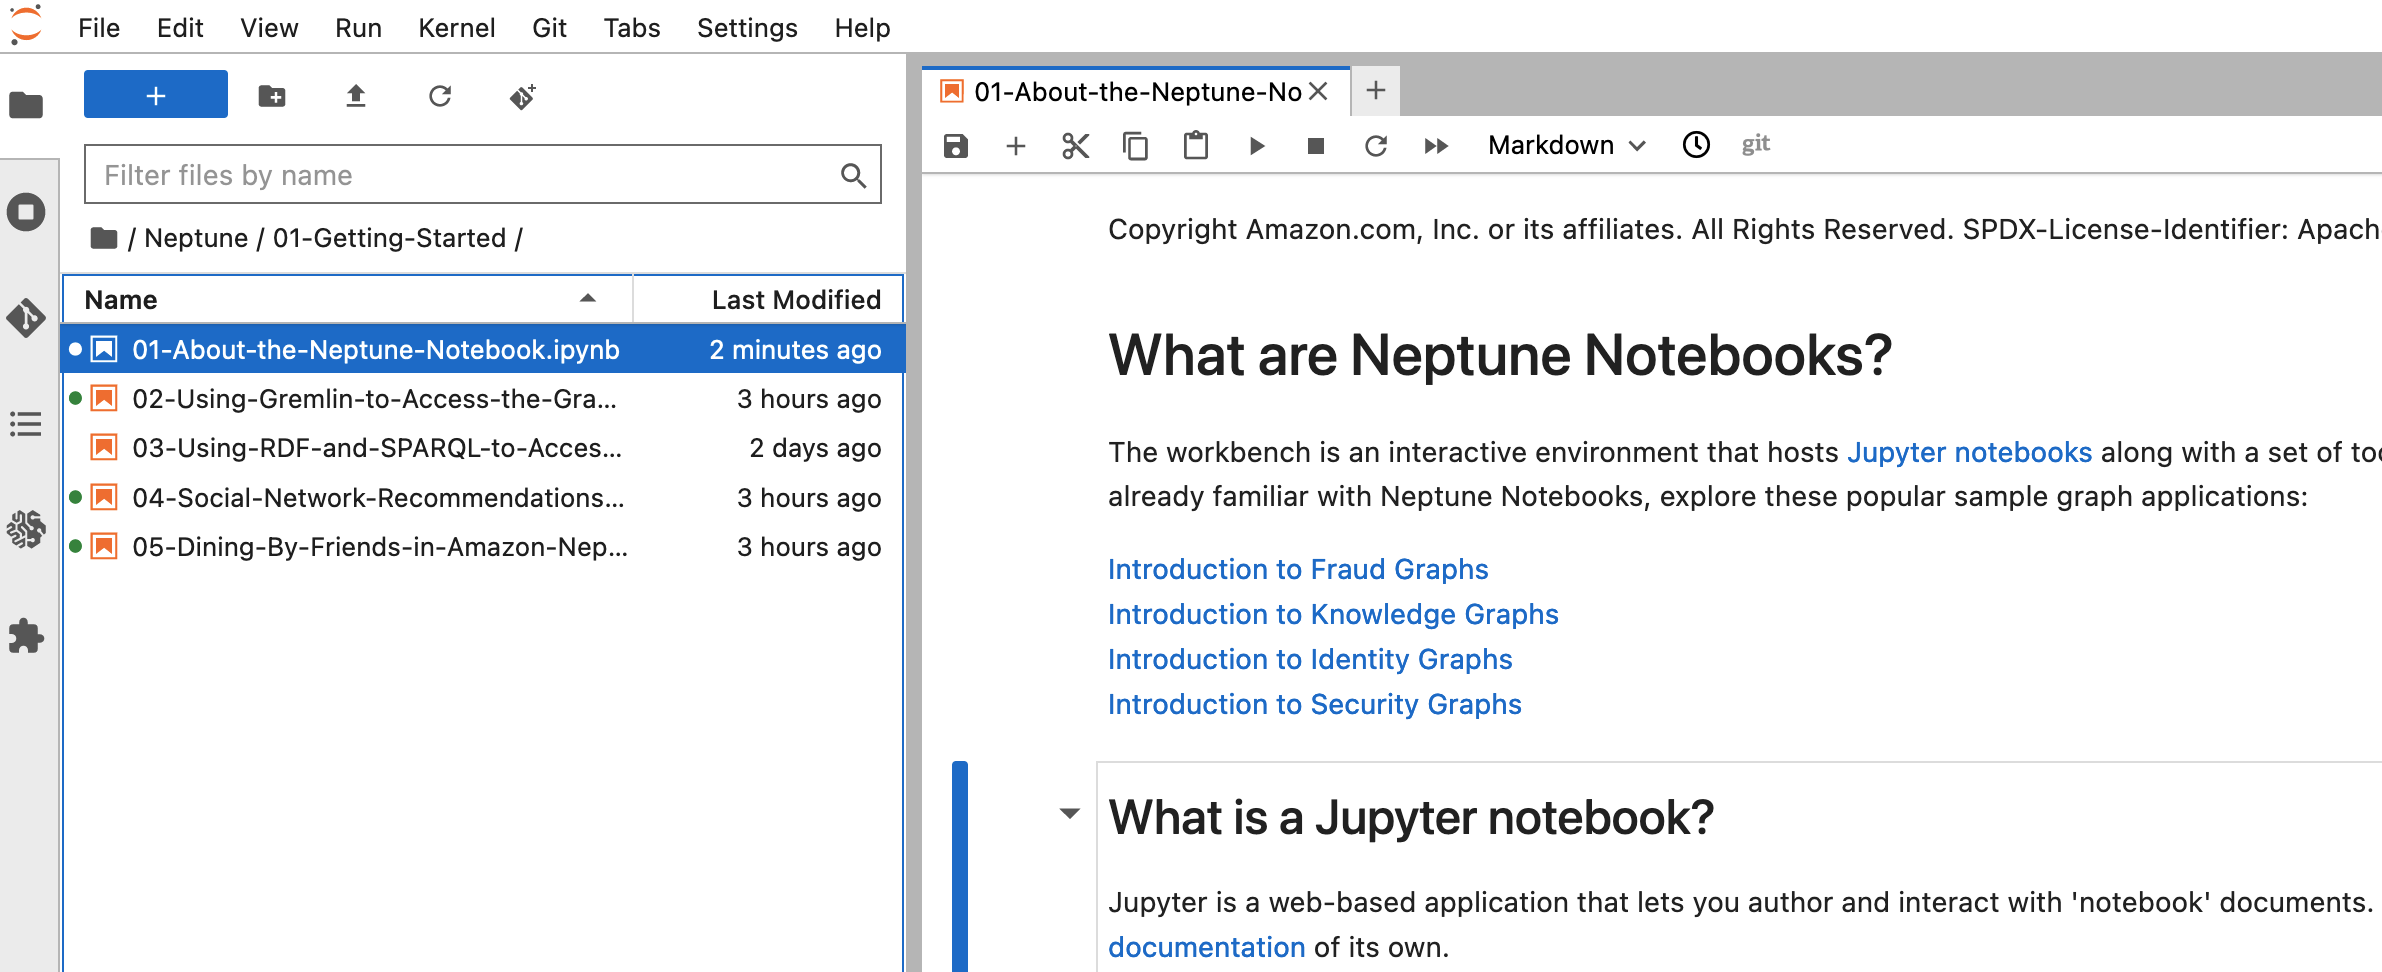 File Edit View Run Kernel Git Tabs Settings Help
Filter files by name
/ Neptune / 01-Getting-Started /
Name Last Modified
01-About-the-Neptune-Notebook.ipynb 2 minutes ago
02-Using-Gremlin-to-Access-the-Gra... 3 hours ago
03-Using-RDF-and-SPARQL-to-Acces... 2 days ago
04-Social-Network-Recommendations... 3 hours ago
05-Dining-By-Friends-in-Amazon-Nep... 3 hours ago
01-About-the-Neptune-No
Markdown git
Copyright Amazon.com, Inc. or its affiliates. All Rights Reserved. SPDX-License-Identifier: Apach
What are Neptune Notebooks?
The workbench is an interactive environment that hosts Jupyter notebooks along with a set of too
already familiar with Neptune Notebooks, explore these popular sample graph applications:
Introduction to Fraud Graphs
Introduction to Knowledge Graphs
Introduction to Identity Graphs
Introduction to Security Graphs
What is a Jupyter notebook?
Jupyter is a web-based application that lets you author and interact with 'notebook' documents.
documentation of its own.